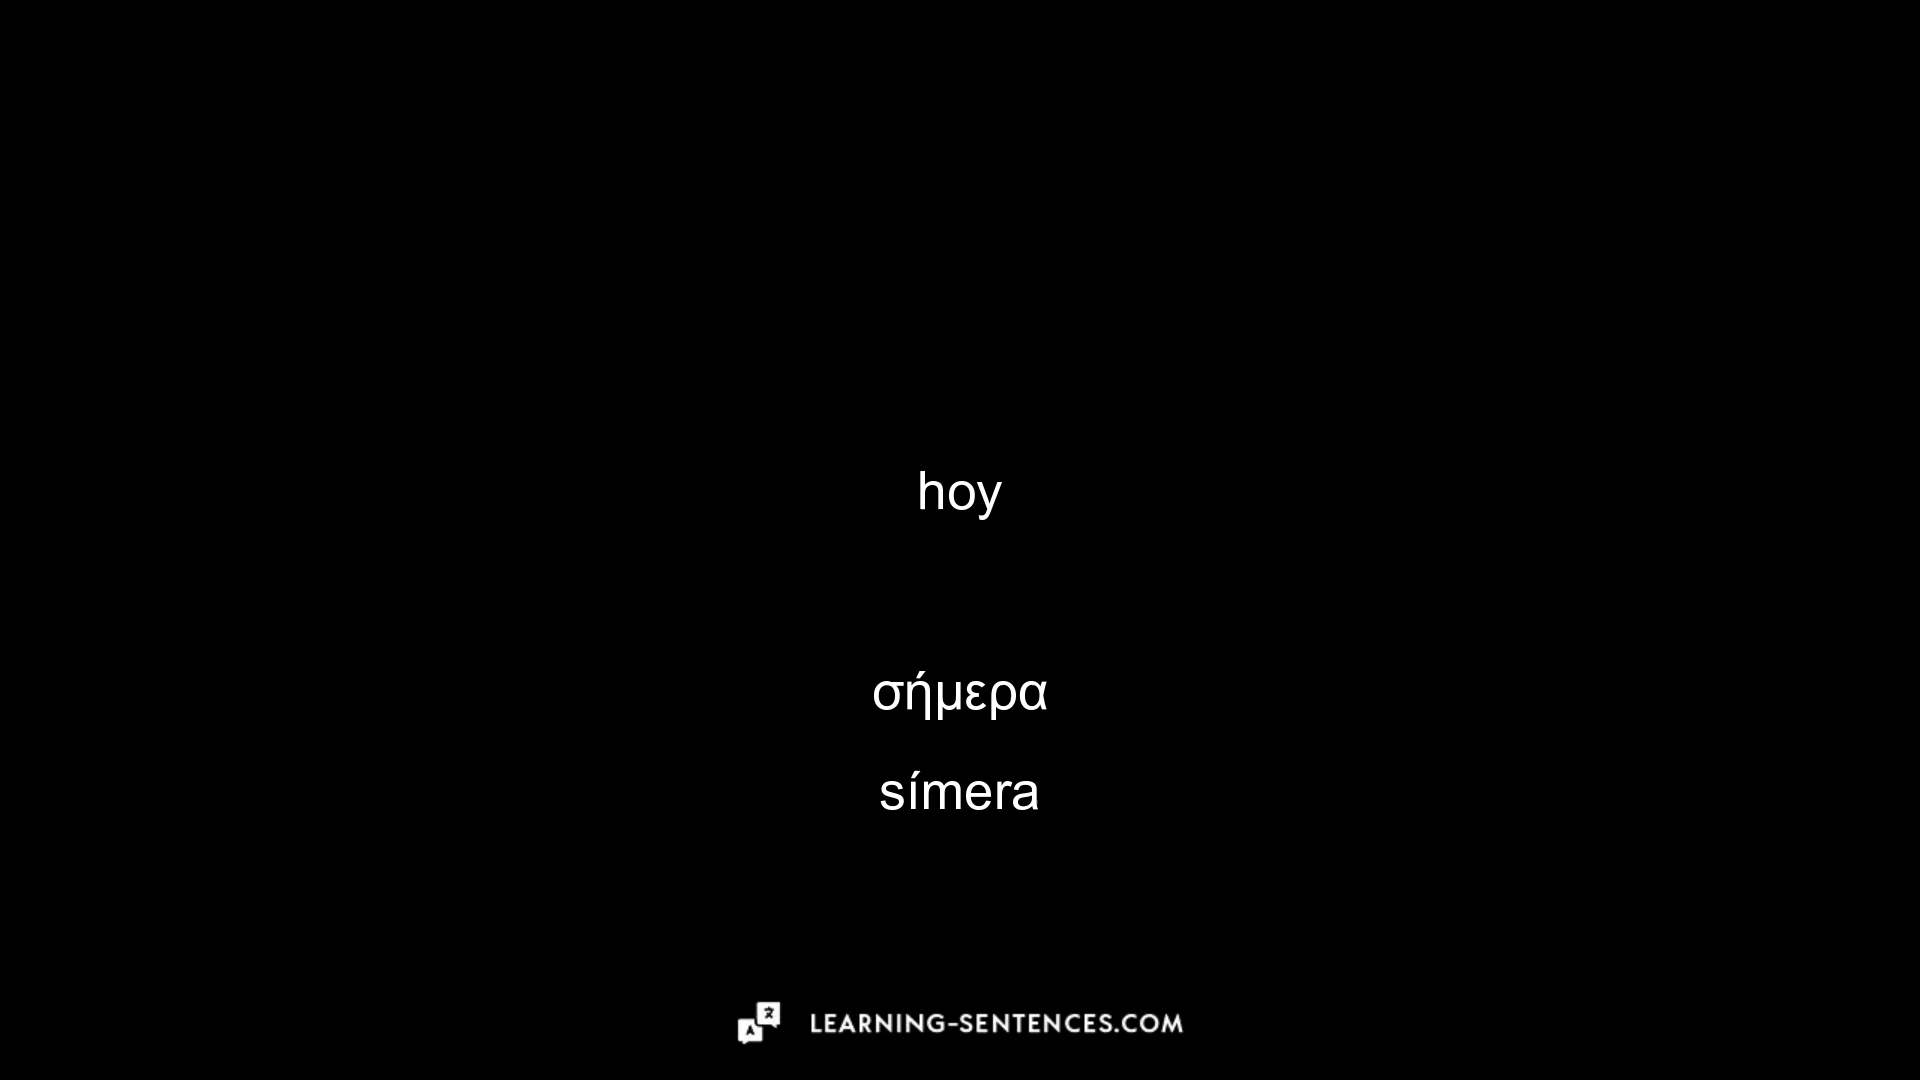 hoy
σήμερα
símera
LEARNING-SENTENCES.COM